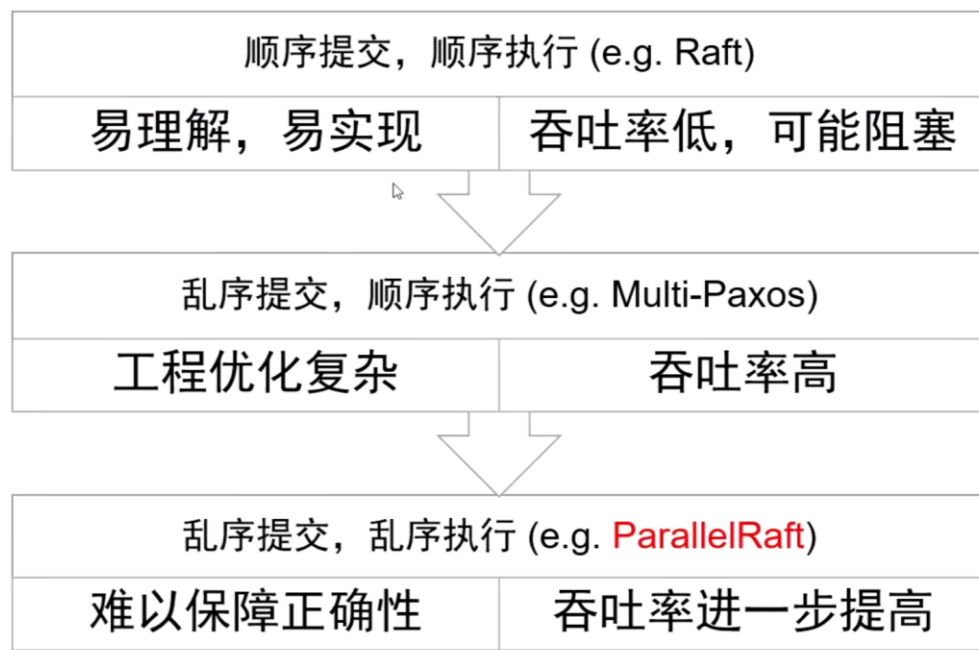 顺序提交，顺序执行 (e.g. Raft)
易理解，易实现
吞吐率低，可能阻塞
乱序提交，顺序执行 (e.g. Multi-Paxos)
工程优化复杂
吞吐率高
乱序提交，乱序执行 (e.g. ParallelRaft)
难以保障正确性
吞吐率进一步提高